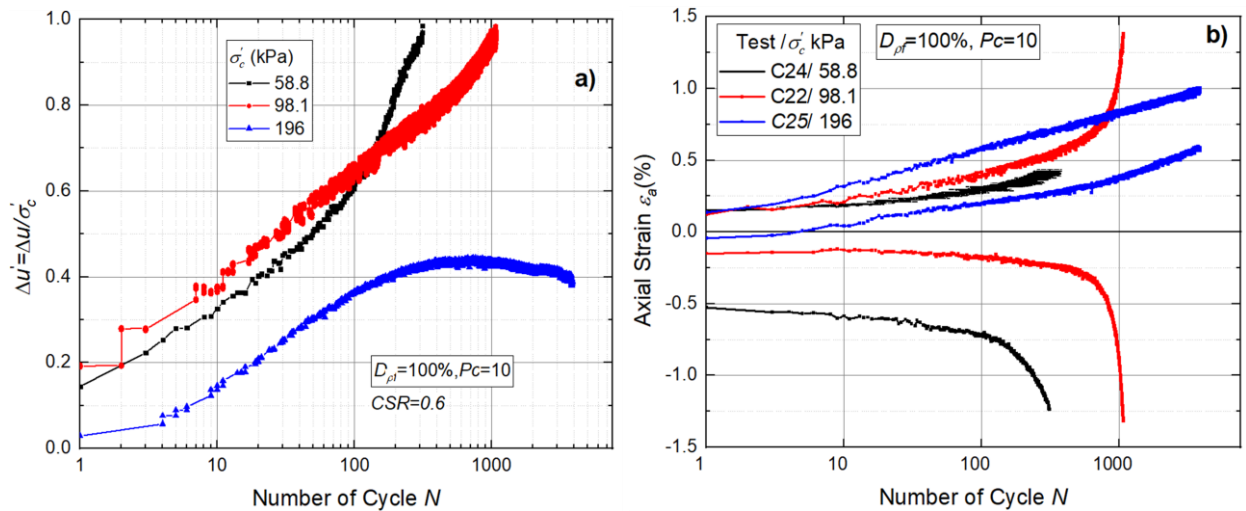 1.0
0.8
0.6
0.4
0.2
0.0
Δu'=Δu/σ'c
σ'c (kPa)
58.8
98.1
196
a)
Dρf=100%,Pc=10
CSR=0.6
1 10 100 1000
Number of Cycle N
1.5
1.0
0.5
0.0
-0.5
-1.0
-1.5
Axial Strain εa(%)
Test /σ'c kPa
C24/ 58.8
C22/ 98.1
C25/ 196
Dρf=100%, Pc=10
b)
1 10 100 1000
Number of Cycle N